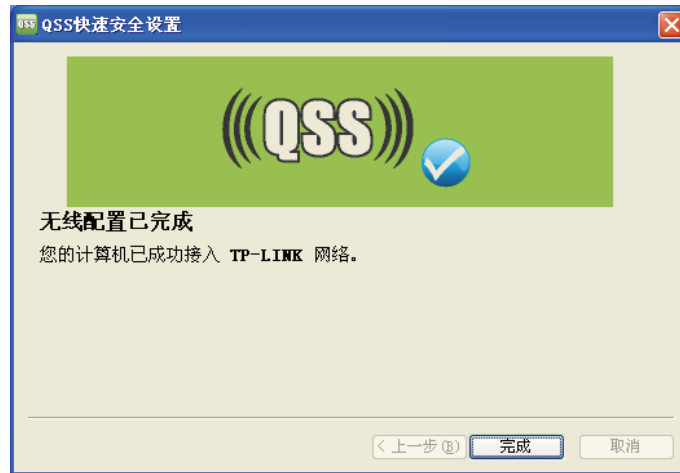 QSS QSS快速安全设置
(((QSS)))
无线配置已完成
您的计算机已成功接入 TP-LINK 网络。
< 上一步(B)
完成
取消